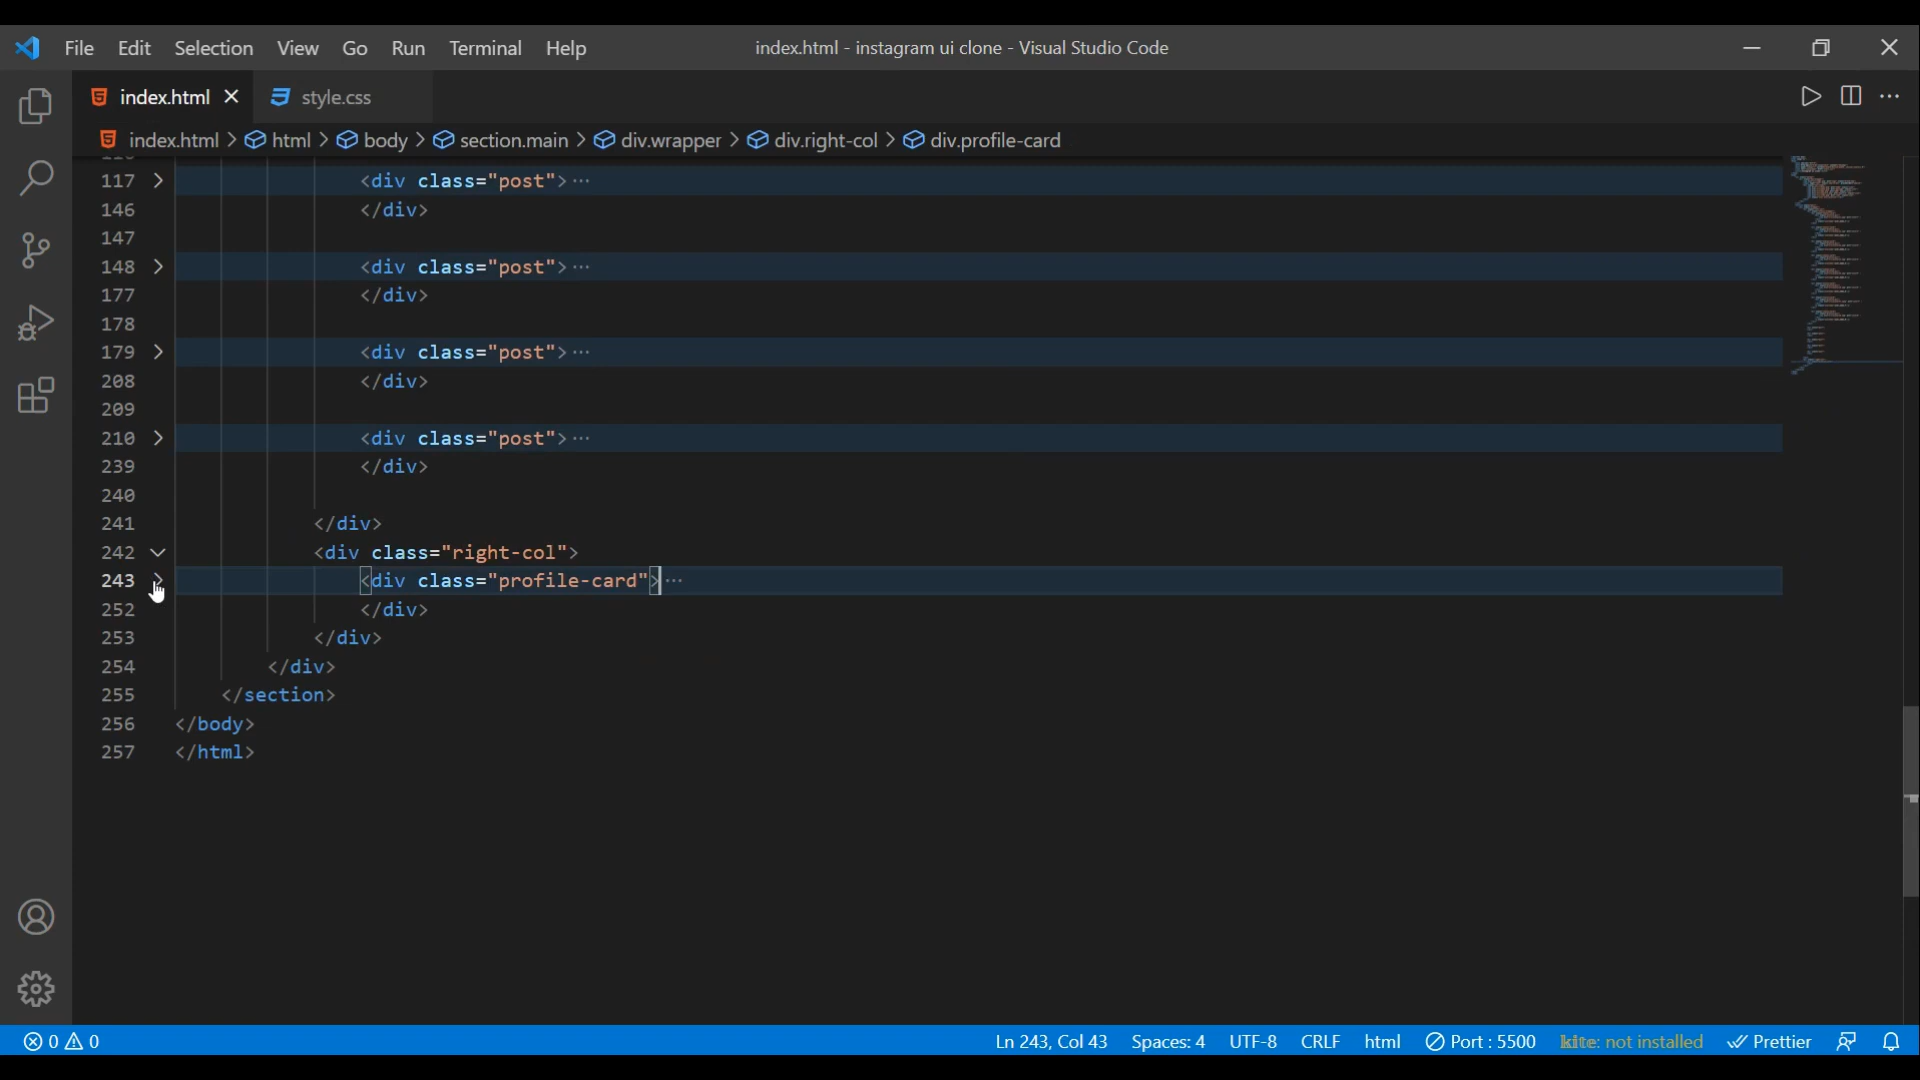 File Edit Selection View Go Run Terminal Help index.html - instagram ui clone - Visual Studio Code
index.html style.css
index.html > html > body > section.main > div.wrapper > div.right-col > div.profile-card
117 <div class="post">···
146 </div>
147
148 <div class="post">···
177 </div>
178
179 <div class="post">···
208 </div>
209
210 <div class="post">···
239 </div>
240
241 </div>
242 <div class="right-col">
243 <div class="profile-card">···
252 </div>
253 </div>
254 </div>
255 </section>
256 </body>
257 </html>
0 0 Ln 243, Col 43 Spaces: 4 UTF-8 CRLF html Port : 5500 kite: not installed Prettier